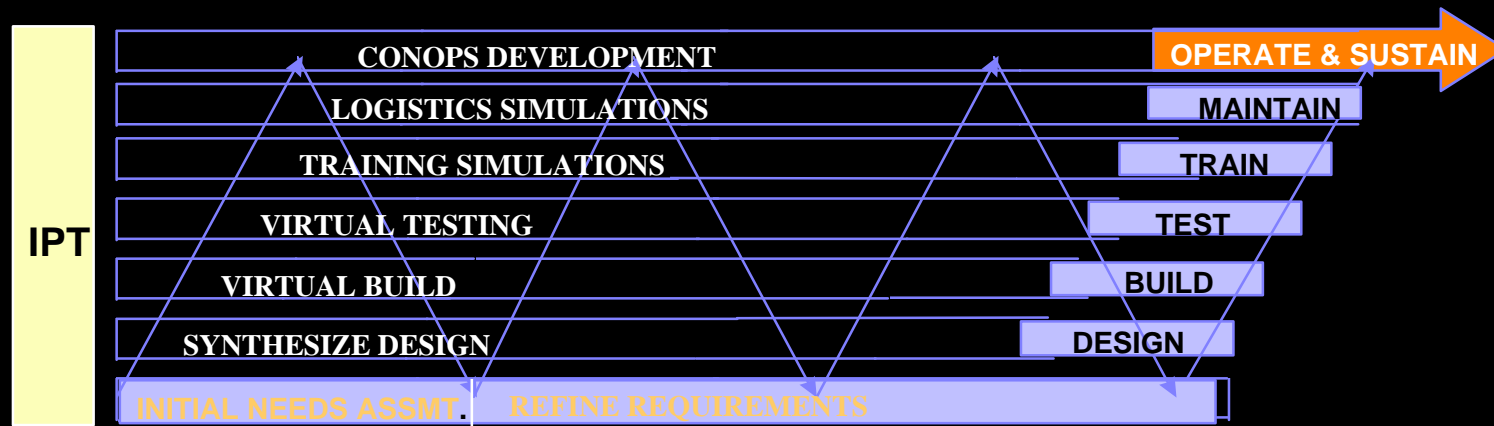 CONOPS DEVELOPMENT OPERATE & SUSTAIN
LOGISTICS SIMULATIONS MAINTAIN
TRAINING SIMULATIONS TRAIN
VIRTUAL TESTING TEST
IPT
VIRTUAL BUILD BUILD
SYNTHESIZE DESIGN DESIGN
INITIAL NEEDS ASSMT. REFINE REQUIREMENTS